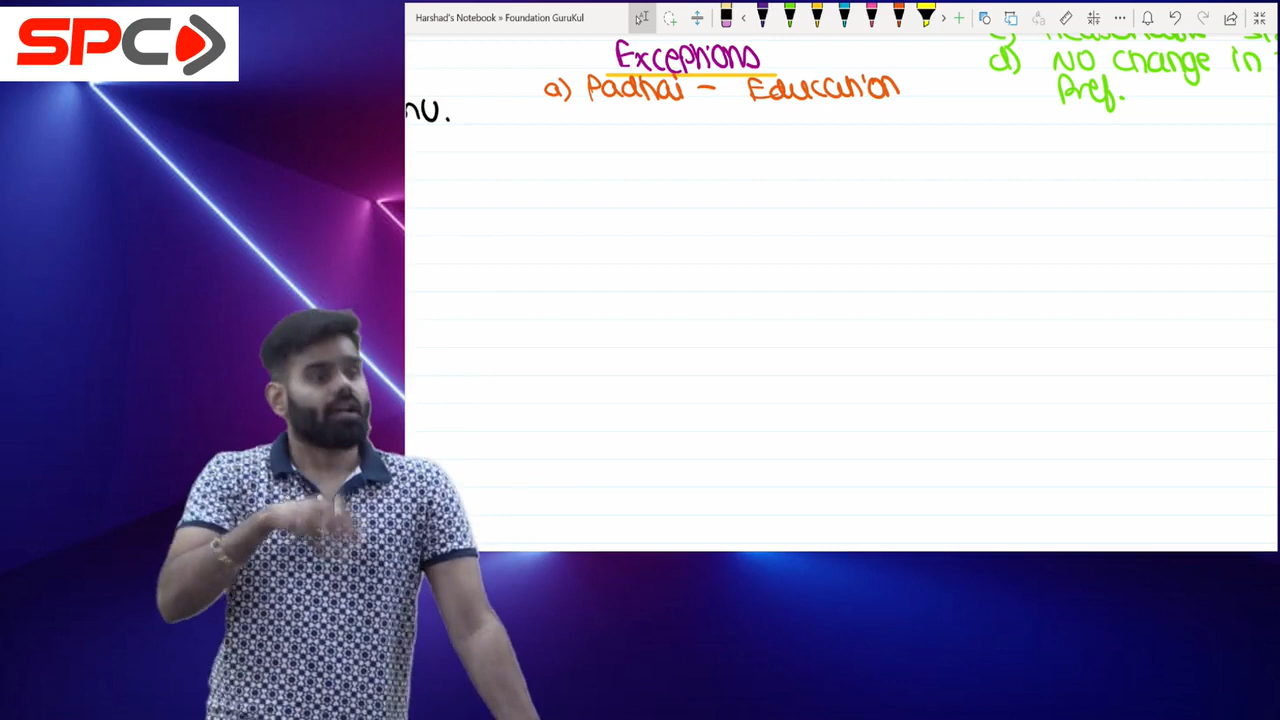 SPC
Harshad's Notebook » Foundation GuruKul
Exceptions
a) Padhai - Education
nu.
d) No change in
Pref.